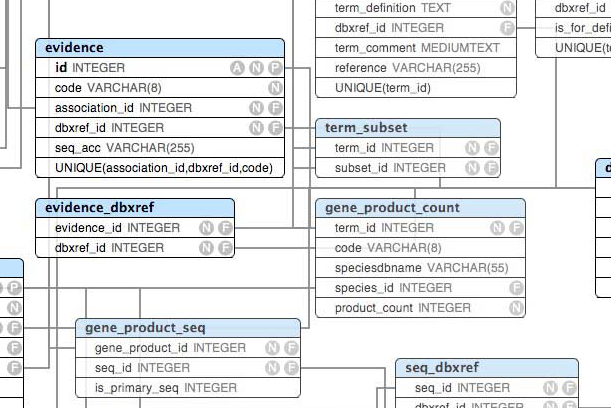 term_definition TEXT N
dbxref_id INTEGER N F
term_comment MEDIUMTEXT
reference VARCHAR(255)
UNIQUE(term_id)
dbxref_id
is_for_defi
UNIQUE(te
evidence
id INTEGER A N P
code VARCHAR(8) N
association_id INTEGER N F
dbxref_id INTEGER N F
seq_acc VARCHAR(255)
UNIQUE(association_id,dbxref_id,code)
term_subset
term_id INTEGER N F
subset_id INTEGER N F
evidence_dbxref
evidence_id INTEGER N F
dbxref_id INTEGER N F
gene_product_count
term_id INTEGER N F
code VARCHAR(8)
speciesdbname VARCHAR(55)
species_id INTEGER F
product_count INTEGER N
d
P
N
F
F
F
gene_product_seq
gene_product_id INTEGER N F
seq_id INTEGER N F
is_primary_seq INTEGER
seq_dbxref
seq_id INTEGER N F
dbxref_id INTEGER N F